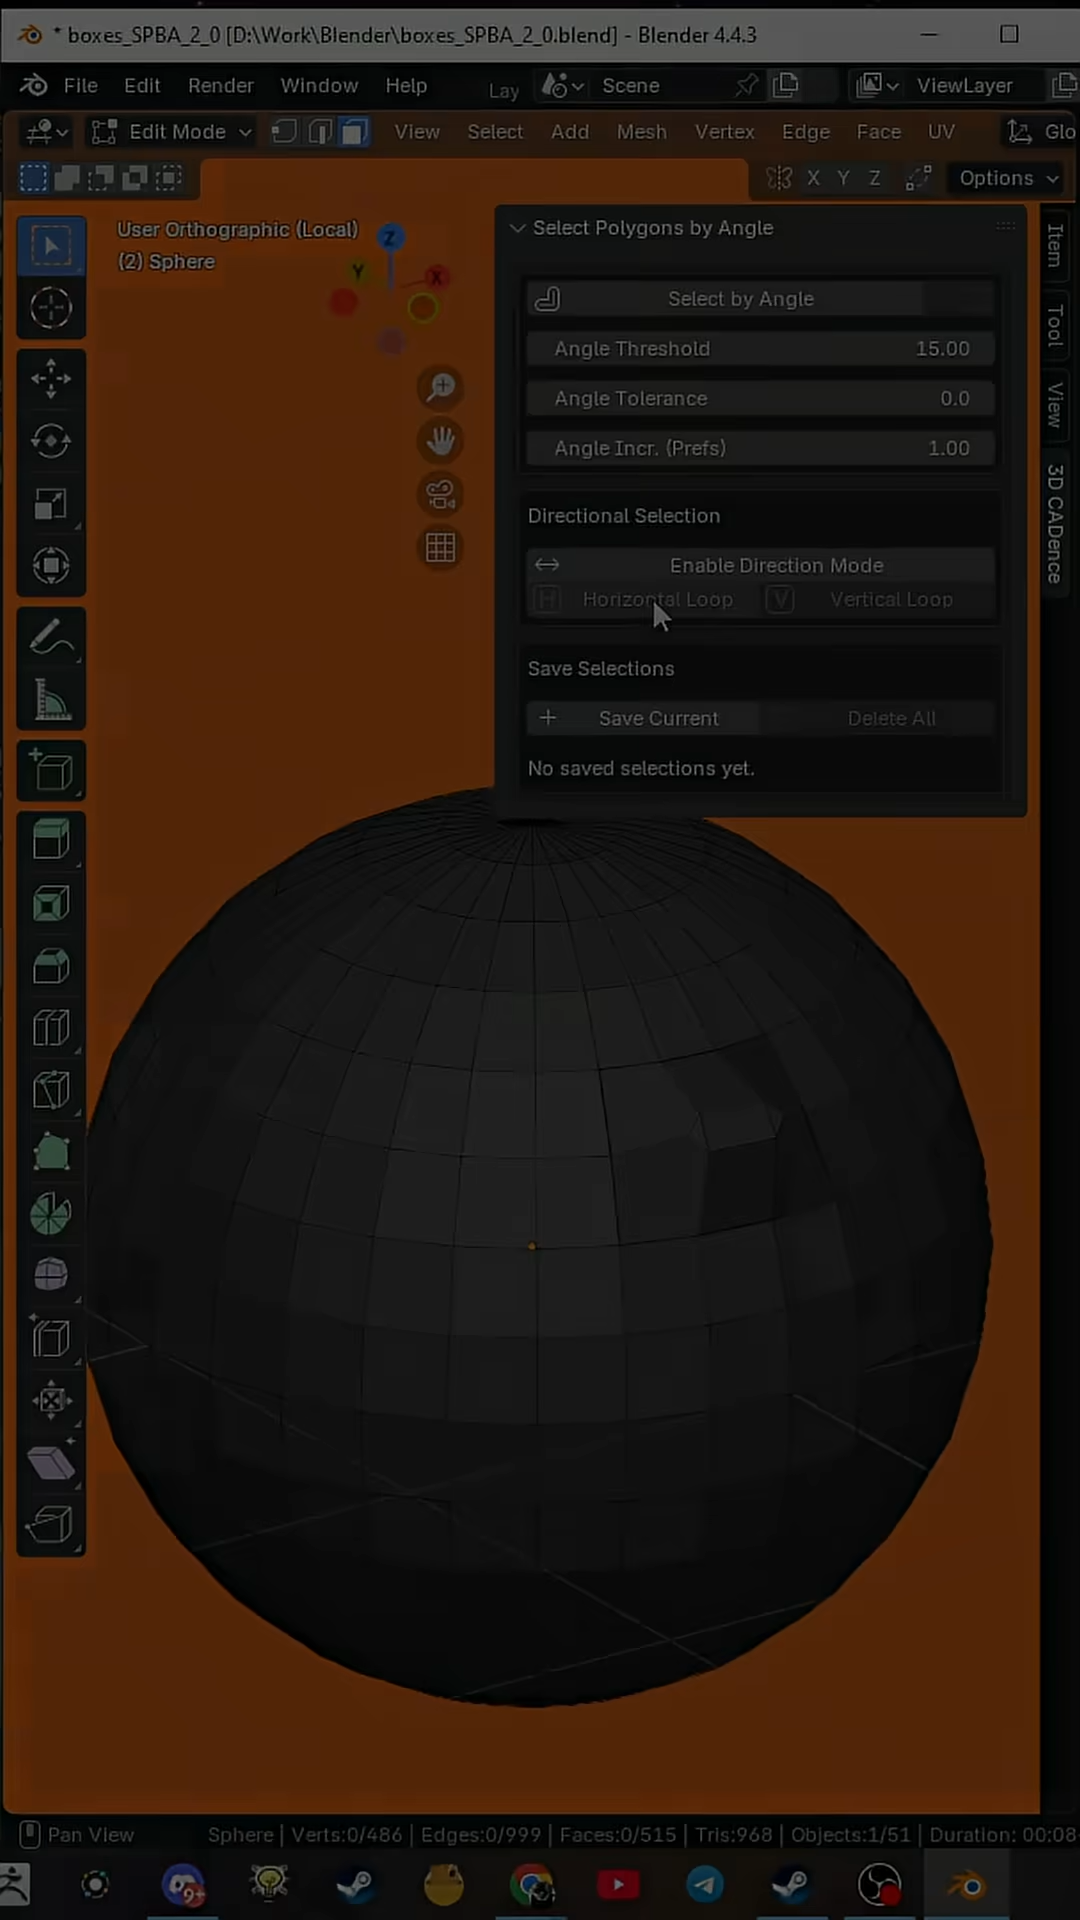 * boxes_SPBA_2_0 [D:\Work\Blender\boxes_SPBA_2_0.blend] - Blender 4.4.3
File Edit Render Window Help Lay Scene ViewLayer
Edit Mode View Select Add Mesh Vertex Edge Face UV Glo
X Y Z Options
User Orthographic (Local)
(2) Sphere
Z
Y
X
Select Polygons by Angle
Select by Angle
Angle Threshold 15.00
Angle Tolerance 0.0
Angle Incr. (Prefs) 1.00
Directional Selection
Enable Direction Mode
H Horizontal Loop V Vertical Loop
Save Selections
+ Save Current Delete All
No saved selections yet.
Item
Tool
View
3D CADence
Pan View Sphere | Verts:0/486 | Edges:0/999 | Faces:0/515 | Tris:968 | Objects:1/51 | Duration: 00:08
9+